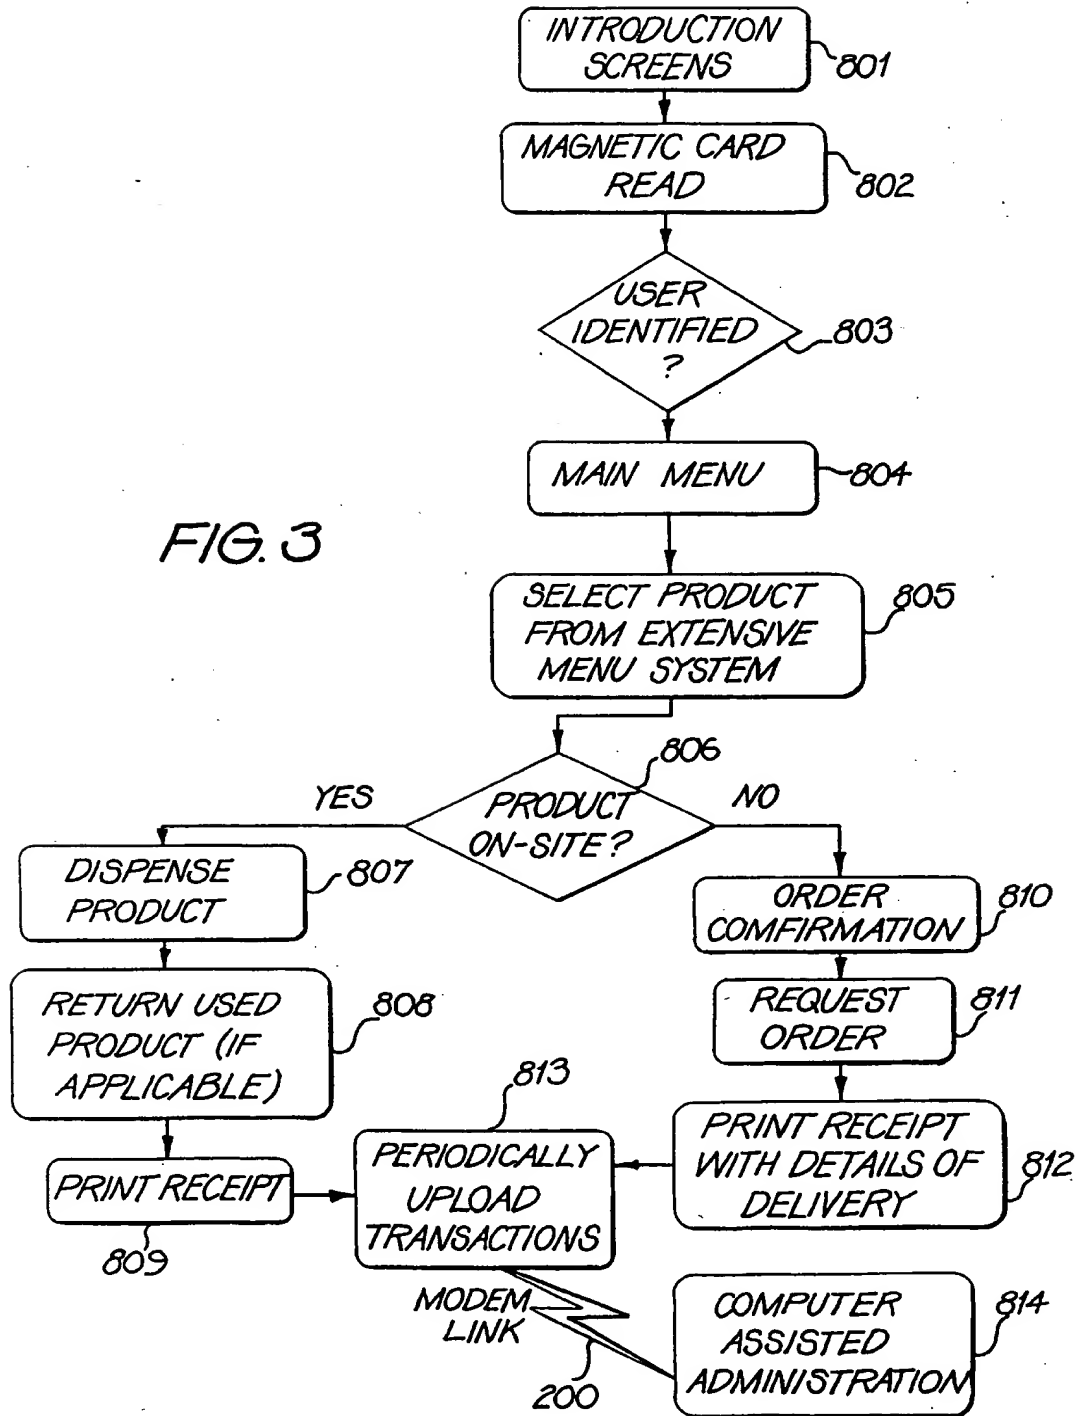 INTRODUCTION
SCREENS
801
MAGNETIC CARD
READ
802
USER
IDENTIFIED
?
803
MAIN MENU
804
FIG. 3
SELECT PRODUCT
FROM EXTENSIVE
MENU SYSTEM
805
806
YES
PRODUCT
ON-SITE?
NO
DISPENSE
PRODUCT
807
ORDER
COMFIRMATION
810
RETURN USED
PRODUCT (IF
APPLICABLE)
808
REQUEST
ORDER
811
813
PRINT RECEIPT
809
PERIODICALLY
UPLOAD
TRANSACTIONS
PRINT RECEIPT
WITH DETAILS OF
DELIVERY
812
MODEM
LINK
200
COMPUTER
ASSISTED
ADMINISTRATION
814